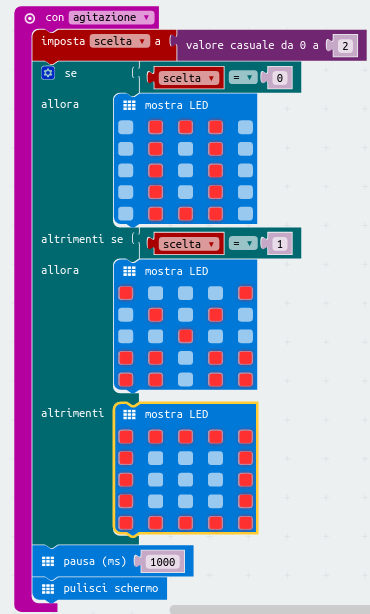 con agitazione
imposta scelta a valore casuale da 0 a 2
se scelta = 0
allora mostra LED
altrimenti se scelta = 1
allora mostra LED
altrimenti mostra LED
pausa (ms) 1000
pulisci schermo